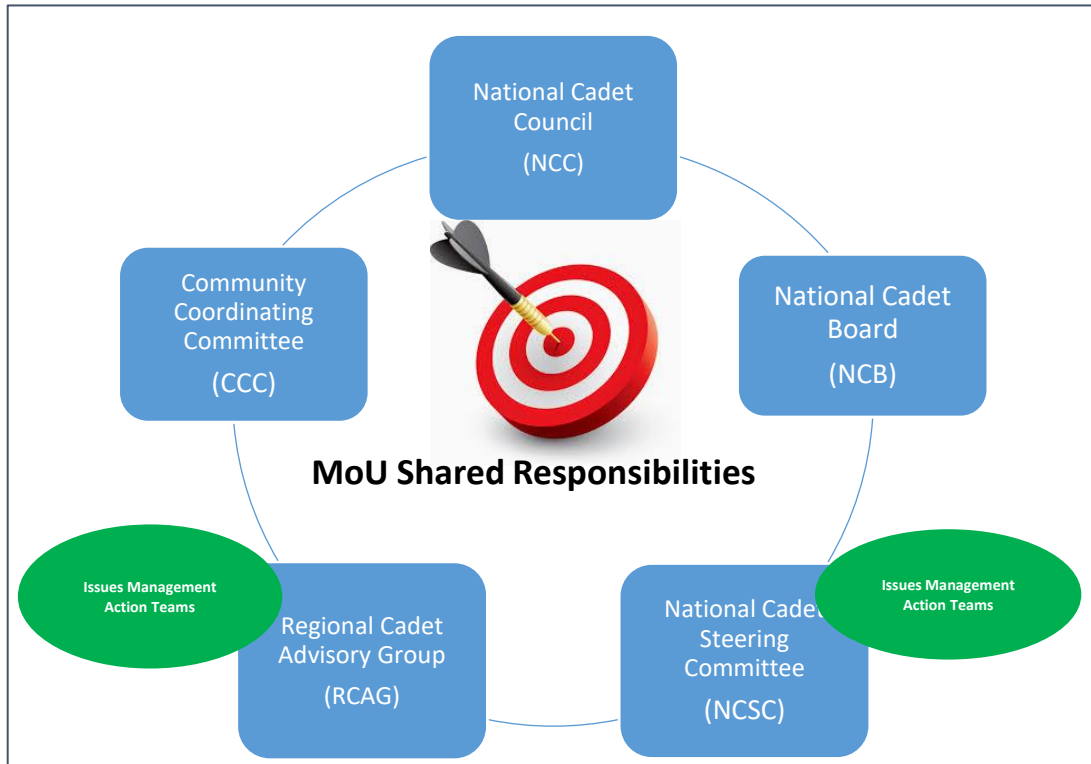 National Cadet
Council
(NCC)
Community
Coordinating
Committee
(CCC)
National Cadet
Board
(NCB)
MoU Shared Responsibilities
Issues Management
Action Teams
Regional Cadet
Advisory Group
(RCAG)
National Cadet
Steering
Committee
(NCSC)
Issues Management
Action Teams